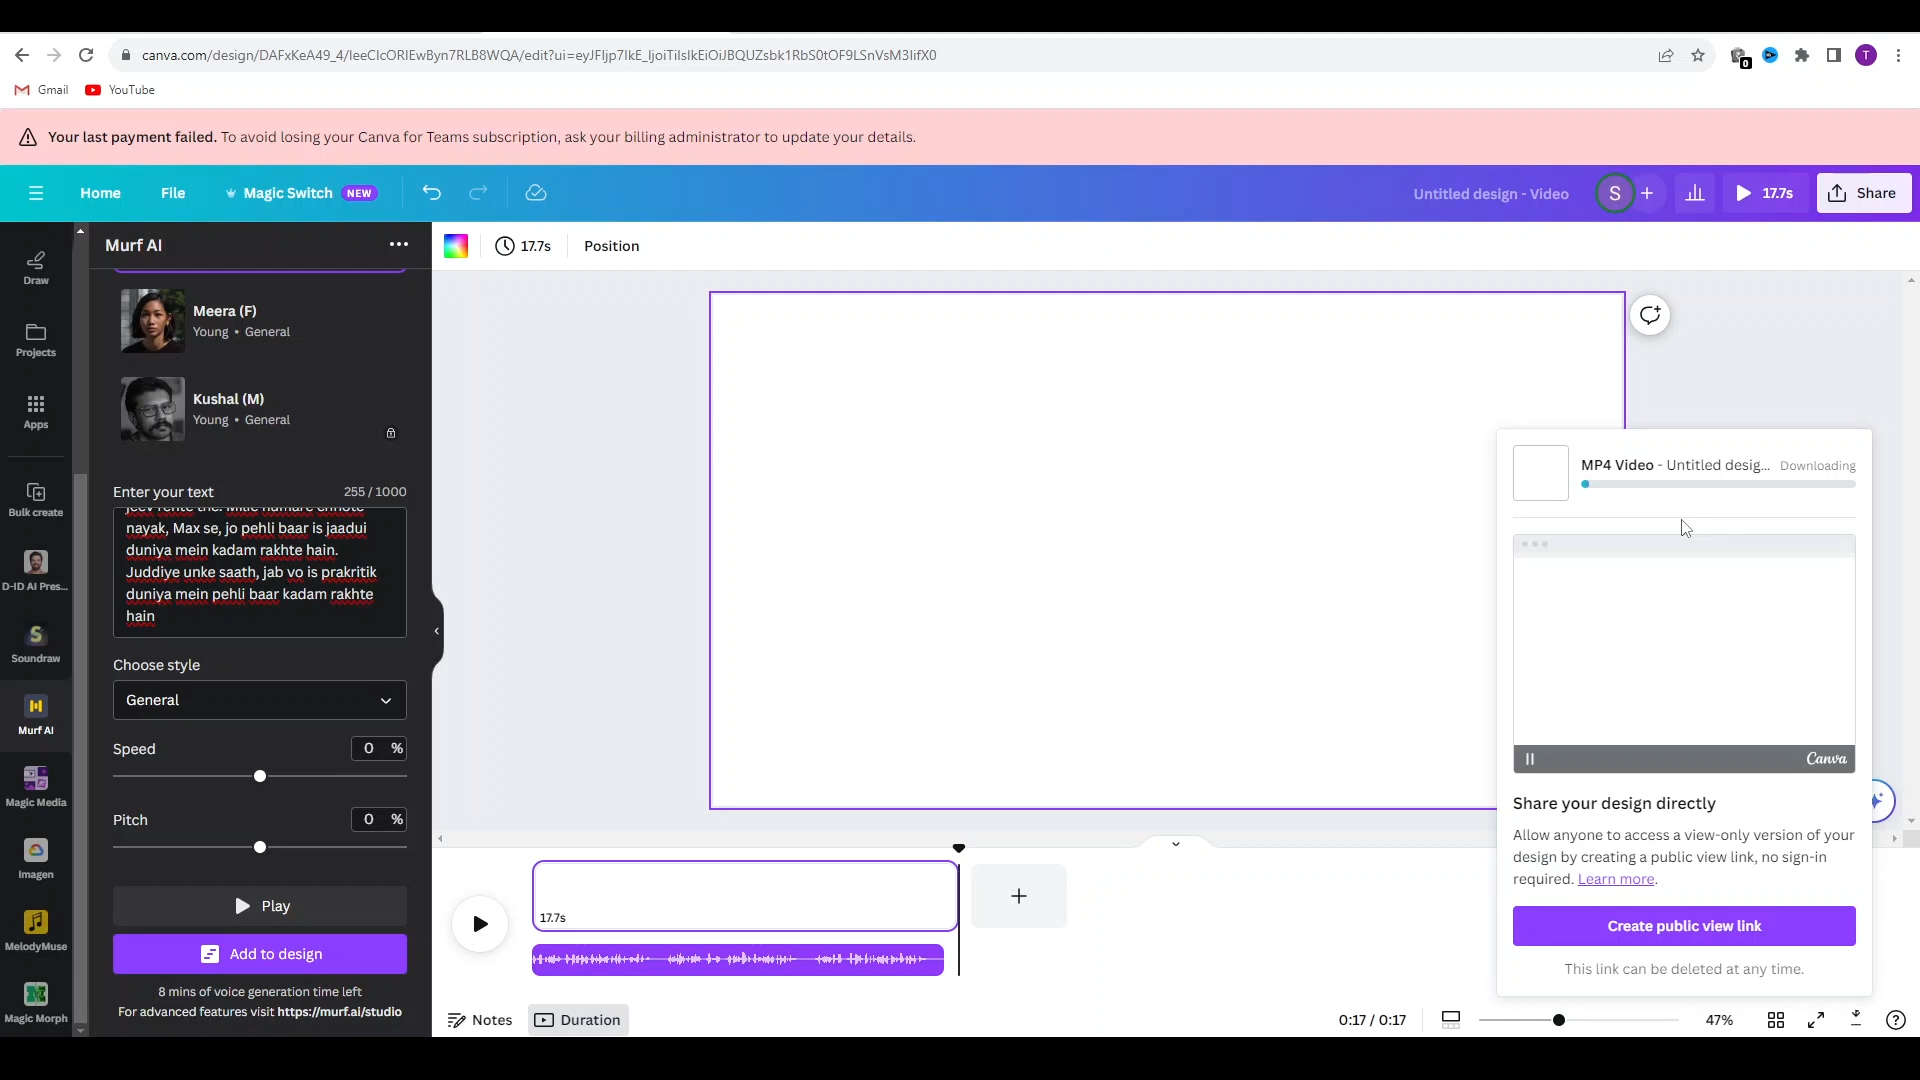 canva.com/design/DAFxKeA49_4/leeClcORlEwByn7RLB8WQA/edit?ui=eyJFIjp7IkE_IjoiTiIsIkEiOiJBQUZsbk1RbS0tOF9LSnVsM3lifX0
0
T
Gmail
YouTube
Your last payment failed. To avoid losing your Canva for Teams subscription, ask your billing administrator to update your details.
Home
File
Magic Switch
NEW
Untitled design - Video
S
17.7s
Share
Draw
Projects
Apps
Bulk create
D-ID AI Pres...
Soundraw
Murf AI
Magic Media
Imagen
MelodyMuse
Magic Morph
Murf AI
Meera (F)
Young • General
Kushal (M)
Young • General
Enter your text
255 / 1000
jeev rehte the. Milie humare chhote
nayak, Max se, jo pehli baar is jaadui
duniya mein kadam rakhte hain.
Juddiye unke saath, jab vo is prakritik
duniya mein pehli baar kadam rakhte
hain
Choose style
General
Speed
0 %
Pitch
0 %
Play
Add to design
8 mins of voice generation time left
For advanced features visit https://murf.ai/studio
17.7s
Position
17.7s
Notes
Duration
0:17 / 0:17
47%
MP4 Video - Untitled desig...
Downloading
Canva
Share your design directly
Allow anyone to access a view-only version of your
design by creating a public view link, no sign-in
required. Learn more.
Create public view link
This link can be deleted at any time.